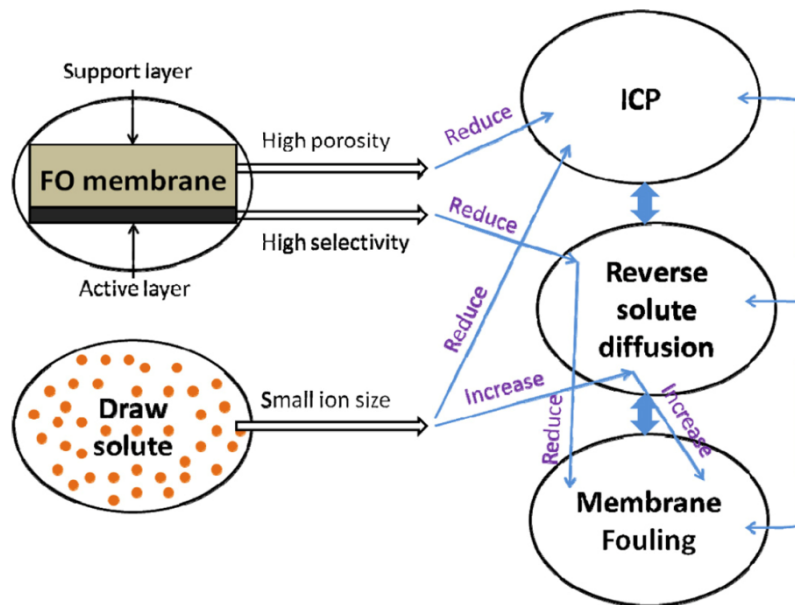 Support layer
FO membrane
Active layer
High porosity
High selectivity
Draw
solute
Small ion size
Reduce
Reduce
Reduce
Increase
Reduce
Increase
ICP
Reverse
solute
diffusion
Membrane
Fouling